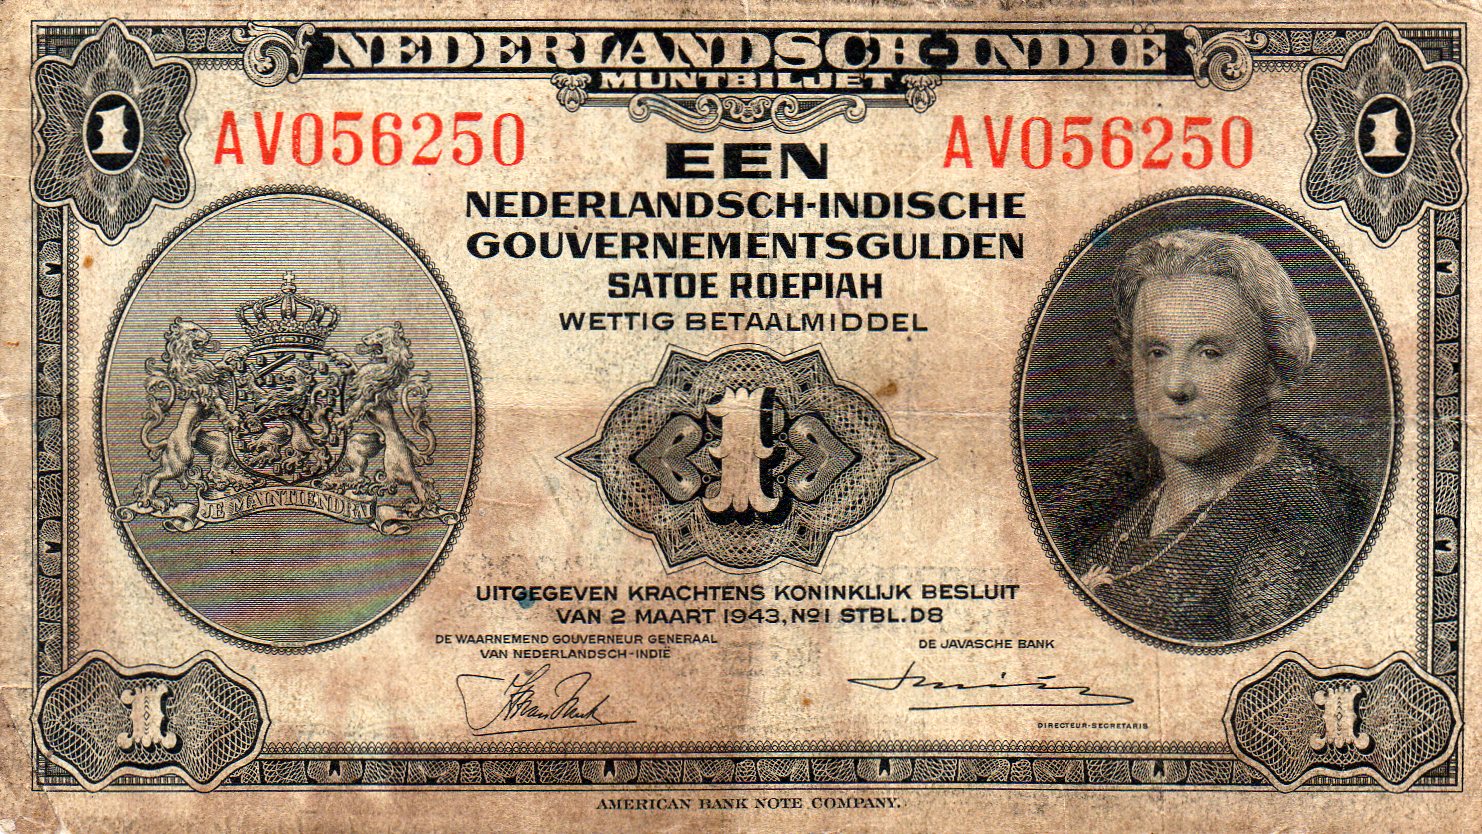 NEDERLANDSCH-INDIË
MUNTBILJET
1
1
AV056250
AV056250
EEN
NEDERLANDSCH-INDISCHE
GOUVERNEMENTSGULDEN
SATOE ROEPIAH
WETTIG BETAALMIDDEL
1
JE MAINTIENDRAI
UITGEGEVEN KRACHTENS KONINKLIJK BESLUIT
VAN 2 MAART 1943, No 1 STBL. D8
DE WAARNEMEND GOUVERNEUR GENERAAL
VAN NEDERLANDSCH-INDIË
DE JAVASCHE BANK
DIRECTEUR-SECRETARIS
1
1
AMERICAN BANK NOTE COMPANY.